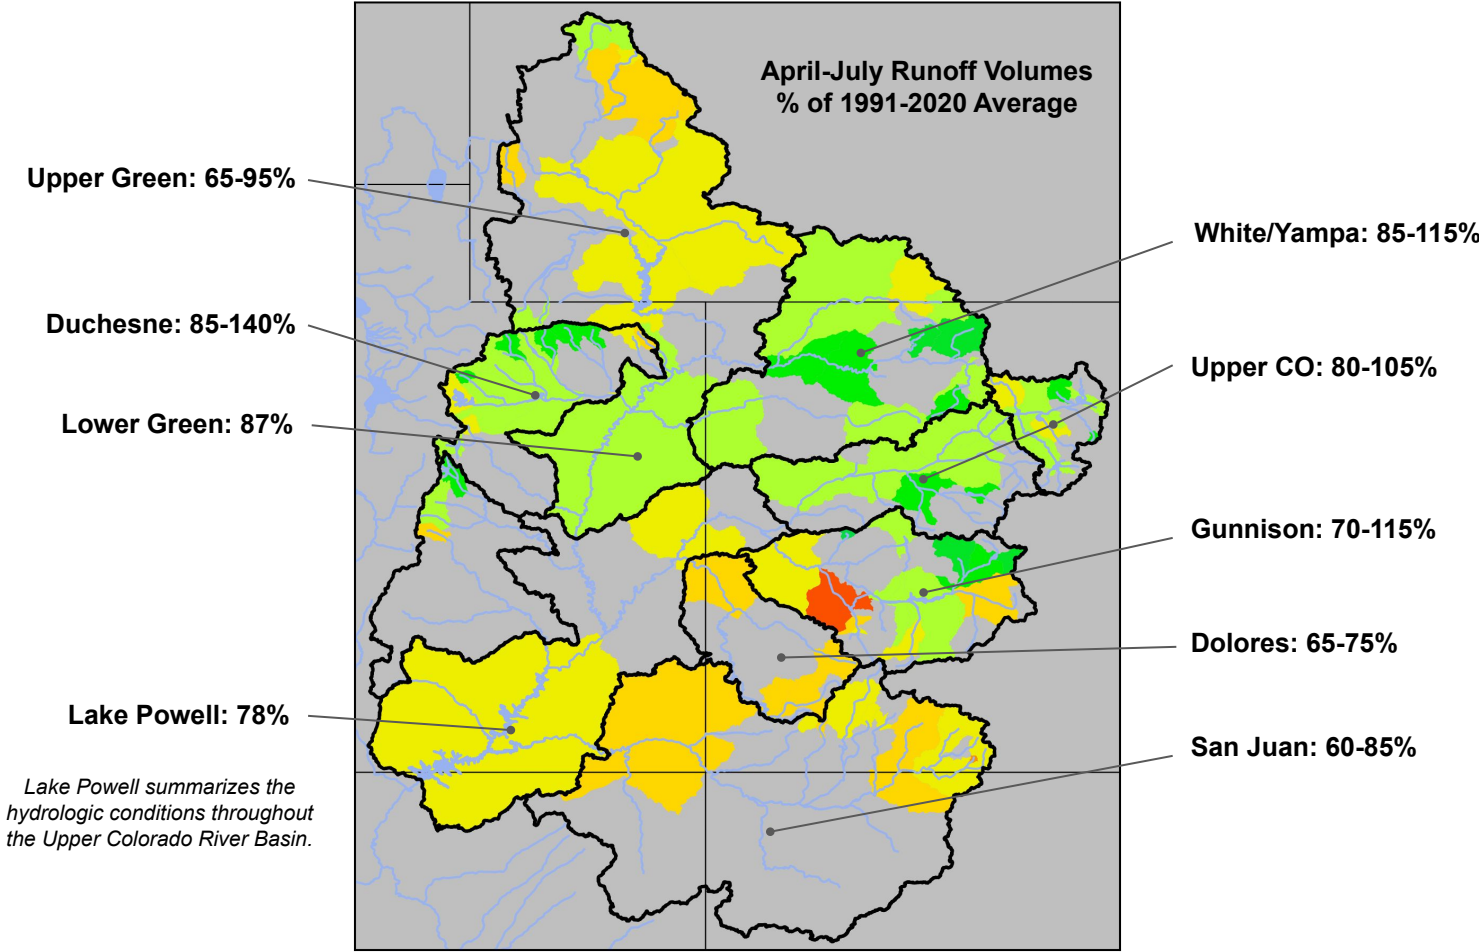 April-July Runoff Volumes
% of 1991-2020 Average
Upper Green: 65-95%
Duchesne: 85-140%
Lower Green: 87%
Lake Powell: 78%
Lake Powell summarizes the
hydrologic conditions throughout
the Upper Colorado River Basin.
White/Yampa: 85-115%
Upper CO: 80-105%
Gunnison: 70-115%
Dolores: 65-75%
San Juan: 60-85%